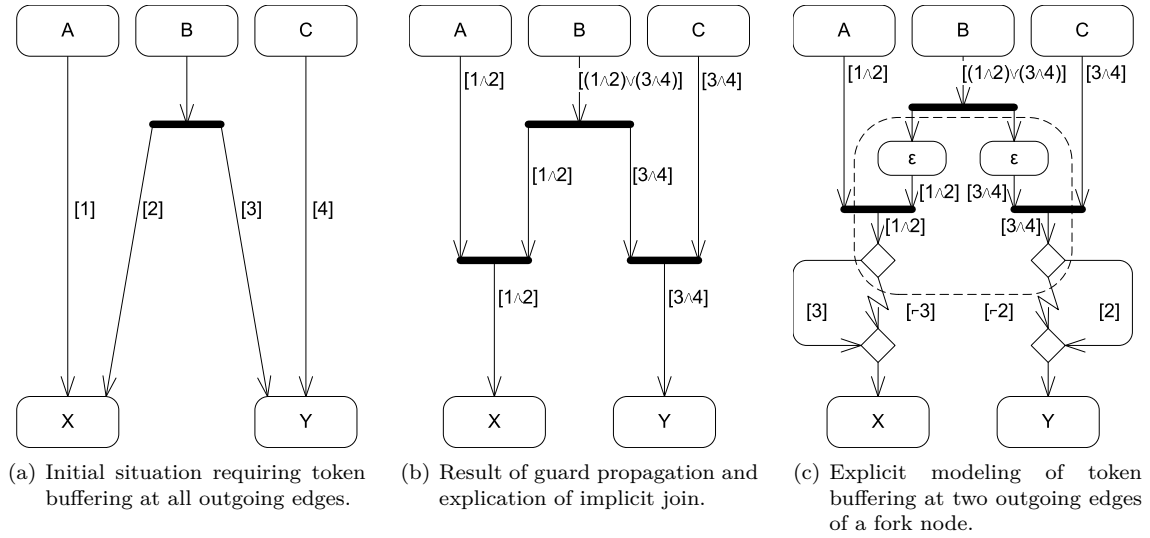 A B C
[1] [2] [3] [4]
X Y
(a) Initial situation requiring token
buffering at all outgoing edges.
A B C
[1∧2] [(1∧2)∨(3∧4)] [3∧4]
[1∧2] [3∧4]
[1∧2] [3∧4]
X Y
(b) Result of guard propagation and
explication of implicit join.
A B C
[1∧2] [(1∧2)∨(3∧4)] [3∧4]
ε ε
[1∧2] [3∧4]
[1∧2] [3∧4]
[3] [⌐3] [⌐2] [2]
X Y
(c) Explicit modeling of token
buffering at two outgoing edges
of a fork node.